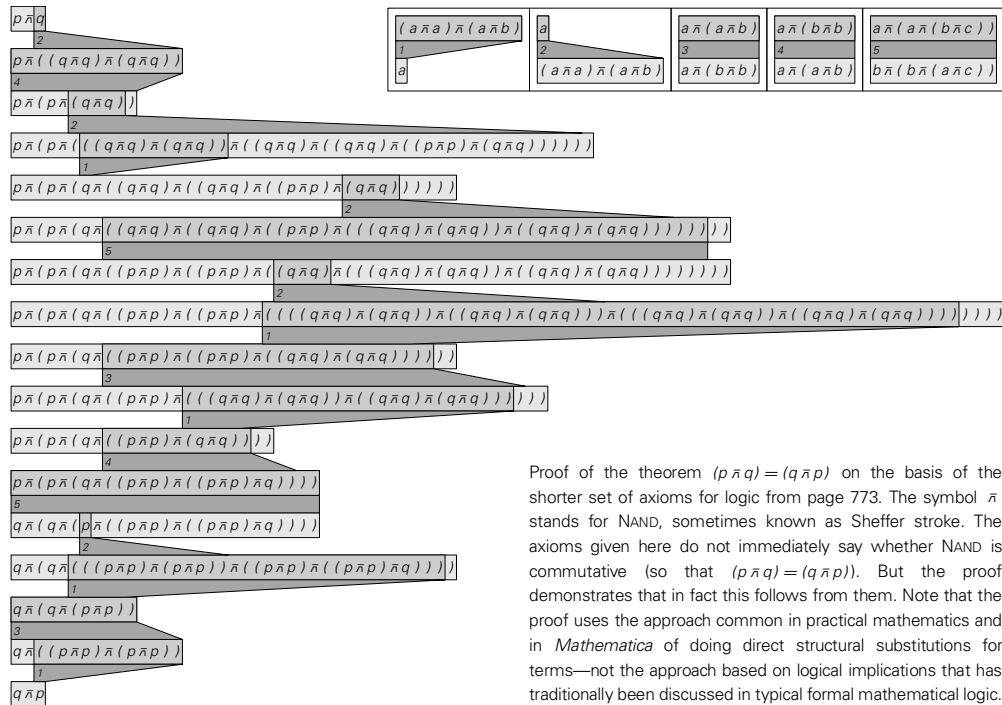 p⊼q
2
p⊼((q⊼q)⊼(q⊼q))
4
p⊼(p⊼(q⊼q))
2
p⊼(p⊼(((q⊼q)⊼(q⊼q))⊼((q⊼q)⊼((q⊼q)⊼((p⊼p)⊼(q⊼q)))))))
1
p⊼(p⊼(q⊼((q⊼q)⊼((q⊼q)⊼((p⊼p)⊼(q⊼q))))))
2
p⊼(p⊼(q⊼((q⊼q)⊼((q⊼q)⊼((p⊼p)⊼(((q⊼q)⊼(q⊼q))⊼((q⊼q)⊼(q⊼q))))))))
5
p⊼(p⊼(q⊼((p⊼p)⊼((p⊼p)⊼((q⊼q)⊼(((q⊼q)⊼(q⊼q))⊼((q⊼q)⊼(q⊼q))))))))
2
p⊼(p⊼(q⊼((p⊼p)⊼((p⊼p)⊼((((q⊼q)⊼(q⊼q))⊼((q⊼q)⊼(q⊼q)))⊼(((q⊼q)⊼(q⊼q))⊼((q⊼q)⊼(q⊼q))))))))
1
p⊼(p⊼(q⊼((p⊼p)⊼((p⊼p)⊼((q⊼q)⊼(q⊼q))))))
3
p⊼(p⊼(q⊼((p⊼p)⊼(((q⊼q)⊼(q⊼q))⊼((q⊼q)⊼(q⊼q))))))
1
p⊼(p⊼(q⊼((p⊼p)⊼(q⊼q))))
4
p⊼(p⊼(q⊼((p⊼p)⊼((p⊼p)⊼q))))
5
q⊼(q⊼(p⊼((p⊼p)⊼((p⊼p)⊼q))))
2
q⊼(q⊼(((p⊼p)⊼(p⊼p))⊼((p⊼p)⊼((p⊼p)⊼q))))
1
q⊼(q⊼(p⊼p))
3
q⊼((p⊼p)⊼(p⊼p))
1
q⊼p
(a⊼a)⊼(a⊼b)
1
a
a
2
(a⊼a)⊼(a⊼b)
a⊼(a⊼b)
3
a⊼(b⊼b)
a⊼(b⊼b)
4
a⊼(a⊼b)
a⊼(a⊼(b⊼c))
5
b⊼(b⊼(a⊼c))
Proof of the theorem (p⊼q)=(q⊼p) on the basis of the
shorter set of axioms for logic from page 773. The symbol ⊼
stands for NAND, sometimes known as Sheffer stroke. The
axioms given here do not immediately say whether NAND is
commutative (so that (p⊼q)=(q⊼p)). But the proof
demonstrates that in fact this follows from them. Note that the
proof uses the approach common in practical mathematics and
in Mathematica of doing direct structural substitutions for
terms—not the approach based on logical implications that has
traditionally been discussed in typical formal mathematical logic.